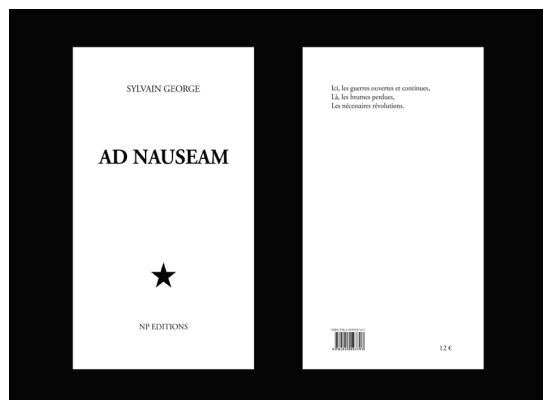 SYLVAIN GEORGE
AD NAUSEAM
NP EDITIONS
Ici, les guerres ouvertes et continues.
Là, les brumes perdues.
Les nécessaires révolutions.
12 €